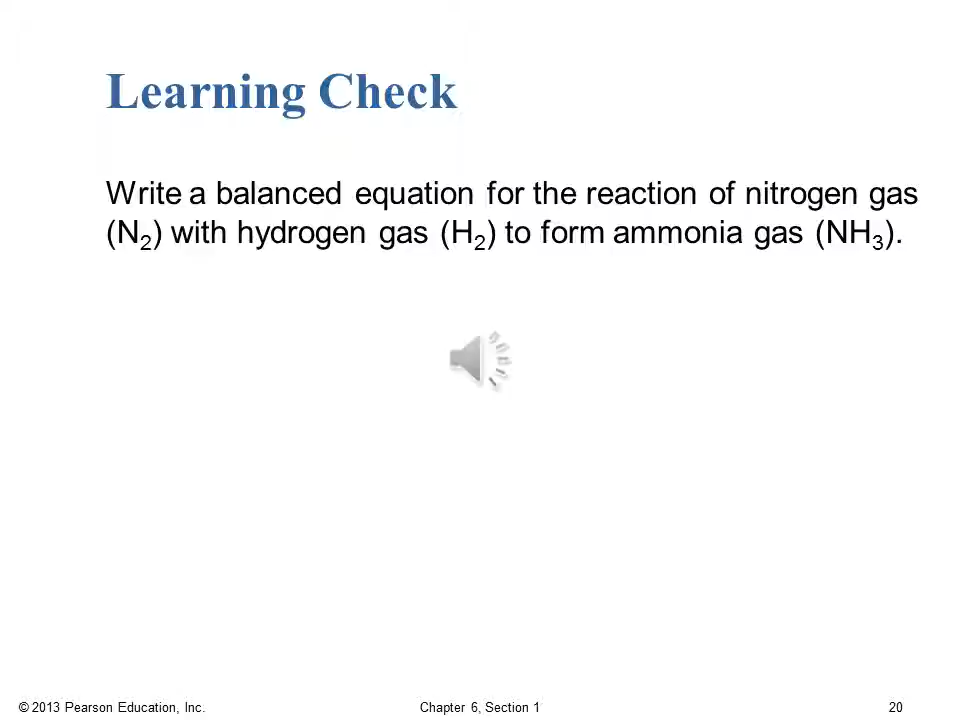 Learning Check
Write a balanced equation for the reaction of nitrogen gas
(N₂) with hydrogen gas (H₂) to form ammonia gas (NH₃).
© 2013 Pearson Education, Inc.
Chapter 6, Section 1
20